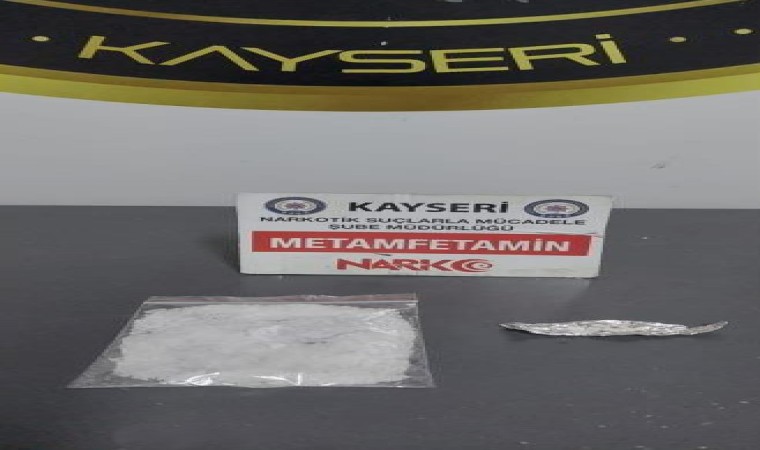 KAYSERİ
KAYSERİ
NARKOTİK SUÇLARLA MÜCADELE
ŞUBE MÜDÜRLÜĞÜ
METAMFETAMİN
NARKO